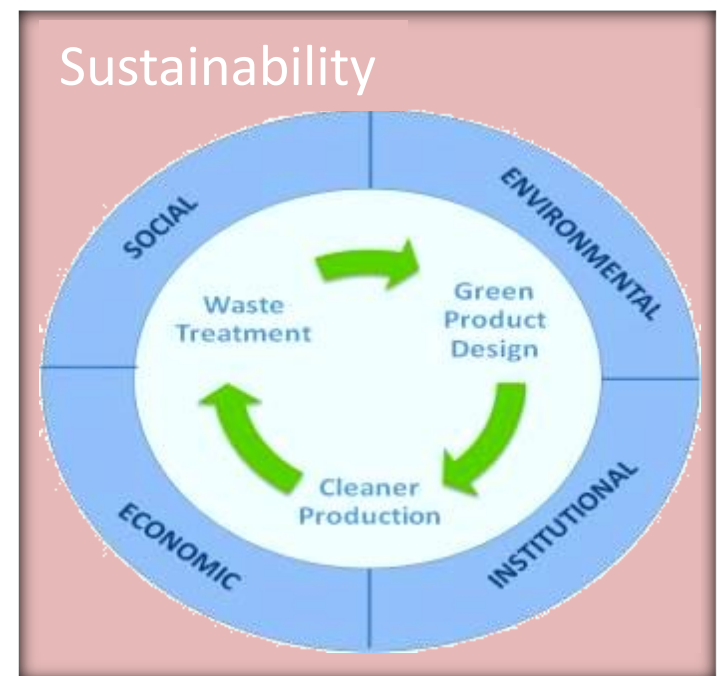 Sustainability
SOCIAL
ENVIRONMENTAL
Waste
Treatment
Green
Product
Design
Cleaner
Production
ECONOMIC
INSTITUTIONAL